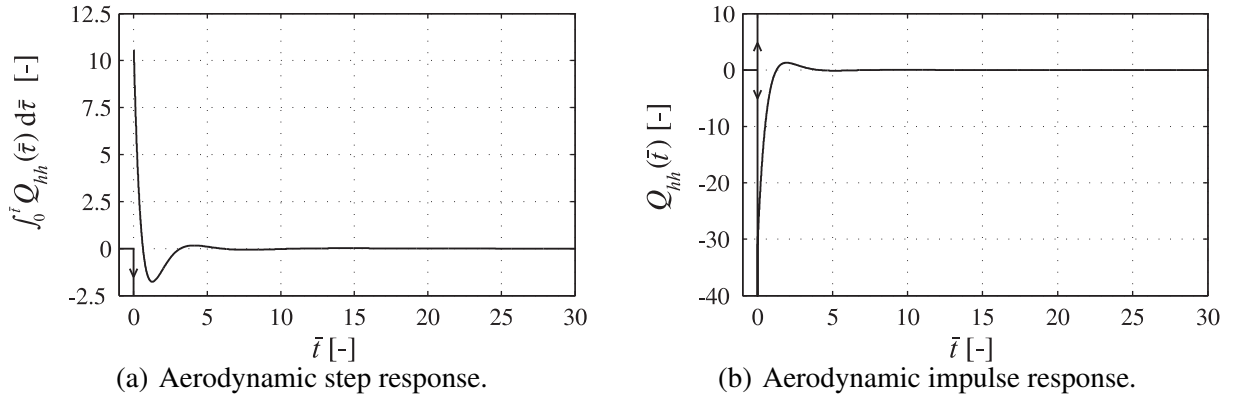 12.5
10
7.5
5
2.5
0
-2.5
∫₀^t̄ Q_hh(τ̄) dτ̄ [-]
0 5 10 15 20 25 30
t̄ [-]
(a) Aerodynamic step response.
10
0
-10
-20
-30
-40
Q_hh(t̄) [-]
0 5 10 15 20 25 30
t̄ [-]
(b) Aerodynamic impulse response.